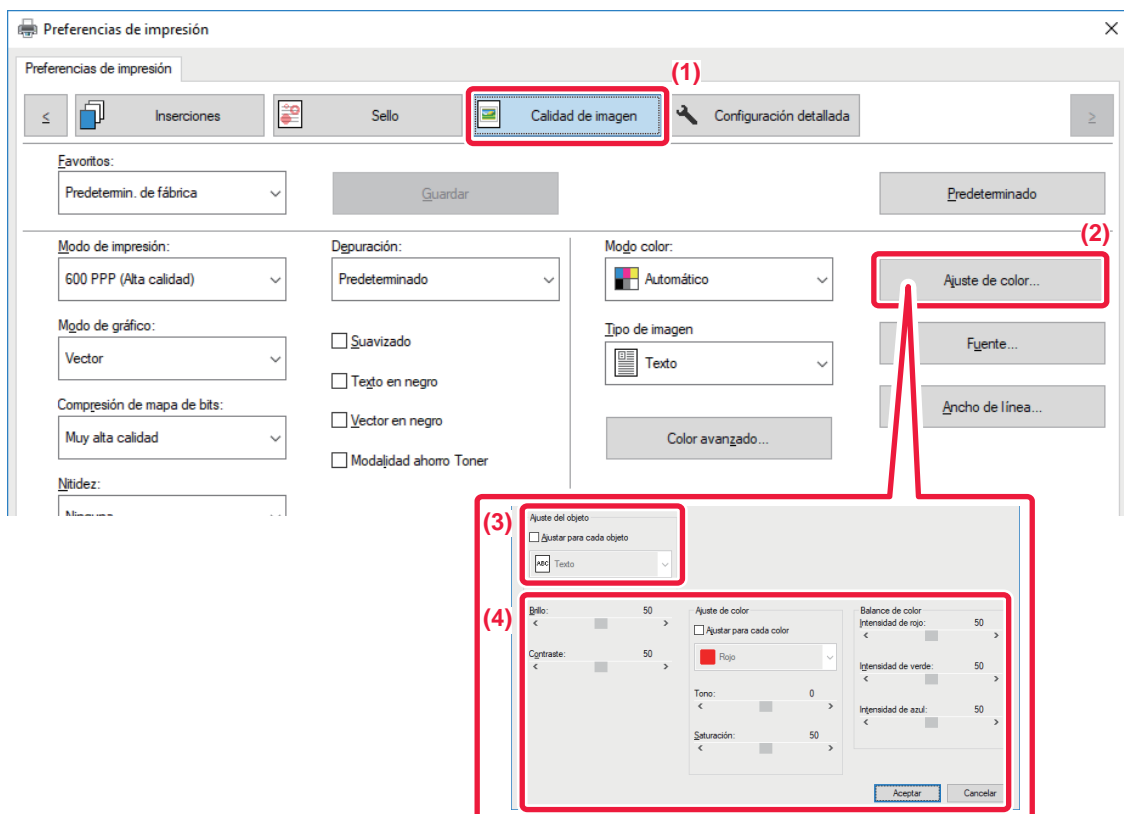 Preferencias de impresión
Preferencias de impresión
(1)
< Inserciones Sello Calidad de imagen Configuración detallada >
Favoritos:
Predetermin. de fábrica Guardar Predeterminado
(2)
Modo de impresión: Depuración: Modo color:
600 PPP (Alta calidad) Predeterminado Automático Ajuste de color...
Modo de gráfico: Tipo de imagen
Vector Suavizado Texto Fuente...
Texto en negro
Compresión de mapa de bits: Vector en negro Ancho de línea...
Muy alta calidad Color avanzado...
Modalidad ahorro Toner
Nitidez:
Ninguna
(3) Ajuste del objeto
Ajustar para cada objeto
ABC Texto
(4) Brillo: 50 Ajuste de color Balance de color
< > Ajustar para cada color Intensidad de rojo: 50
< >
Contraste: 50 Rojo Intensidad de verde: 50
< > < >
Tono: 0 Intensidad de azul: 50
< > < >
Saturación: 50
< >
Aceptar Cancelar